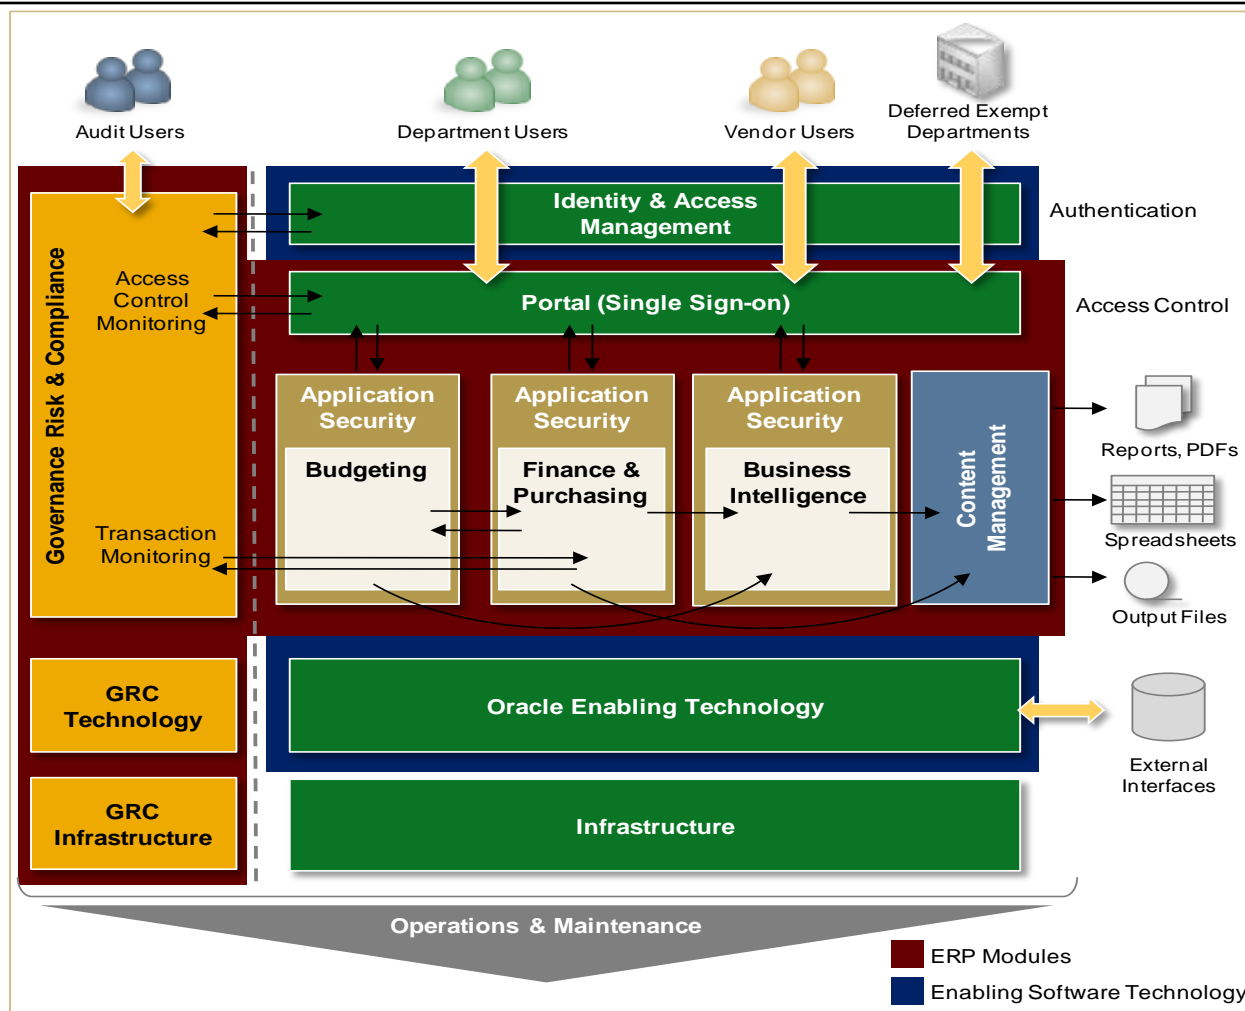 Audit Users
Department Users
Vendor Users
Deferred Exempt
Departments
Identity & Access
Management
Authentication
Governance Risk & Compliance
Access
Control
Monitoring
Portal (Single Sign-on)
Access Control
Application
Security
Application
Security
Application
Security
Budgeting
Finance &
Purchasing
Business
Intelligence
Content
Management
Reports, PDFs
Spreadsheets
Output Files
Transaction
Monitoring
GRC
Technology
Oracle Enabling Technology
External
Interfaces
GRC
Infrastructure
Infrastructure
Operations & Maintenance
ERP Modules
Enabling Software Technology